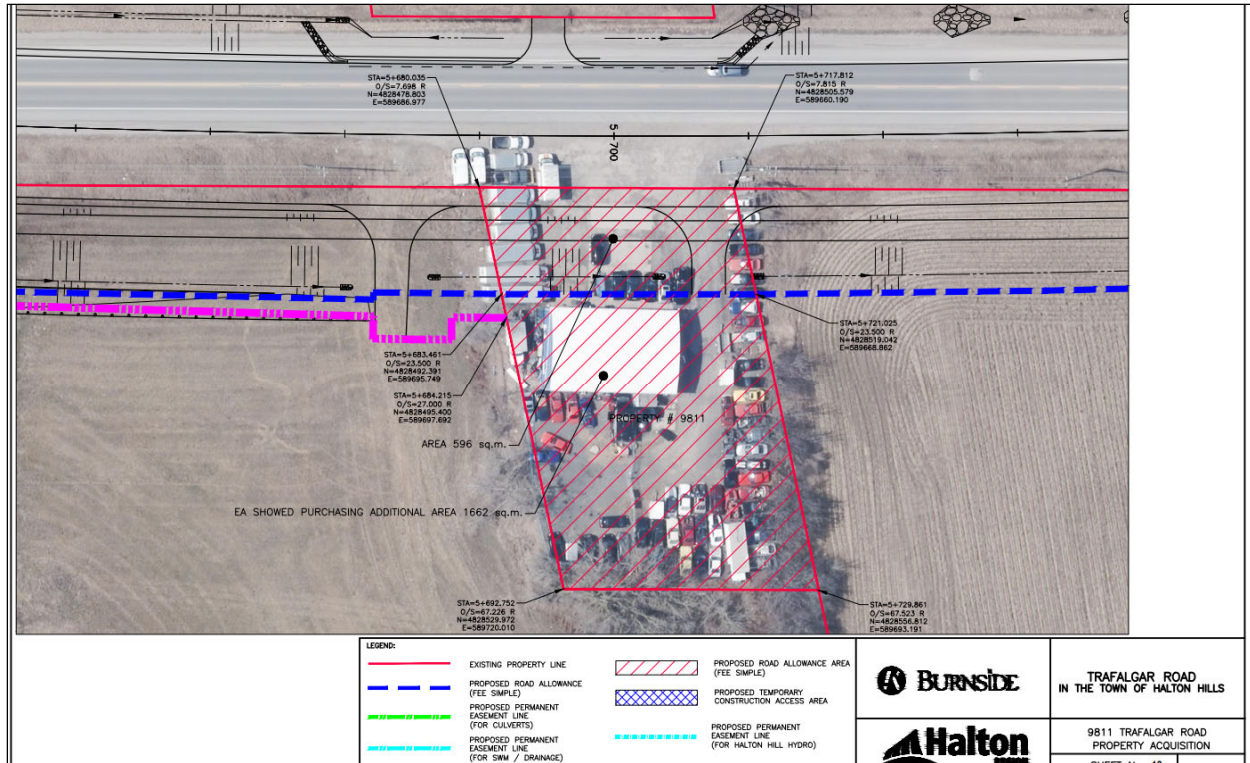 STA=5+680.035
O/S=7.698 R
N=4828478.803
E=589686.977
STA=5+717.812
O/S=7.815 R
N=4828505.579
E=589660.190
5+700
STA=5+683.461
O/S=23.500 R
N=4828492.391
E=589695.749
STA=5+721.025
O/S=23.500 R
N=4828519.042
E=589668.862
STA=5+684.215
O/S=27.000 R
N=4828495.400
E=589697.692
PROPERTY # 9811
AREA 596 sq.m.
EA SHOWED PURCHASING ADDITIONAL AREA 1662 sq.m.
STA=5+692.752
O/S=67.226 R
N=4828529.972
E=589720.010
STA=5+729.861
O/S=67.523 R
N=4828556.812
E=589693.191
LEGEND:
EXISTING PROPERTY LINE
PROPOSED ROAD ALLOWANCE
(FEE SIMPLE)
PROPOSED PERMANENT
EASEMENT LINE
(FOR CULVERTS)
PROPOSED PERMANENT
EASEMENT LINE
(FOR SWM / DRAINAGE)
PROPOSED ROAD ALLOWANCE AREA
(FEE SIMPLE)
PROPOSED TEMPORARY
CONSTRUCTION ACCESS AREA
PROPOSED PERMANENT
EASEMENT LINE
(FOR HALTON HILL HYDRO)
BURNSIDE
Halton
TRAFALGAR ROAD
IN THE TOWN OF HALTON HILLS
9811 TRAFALGAR ROAD
PROPERTY ACQUISITION